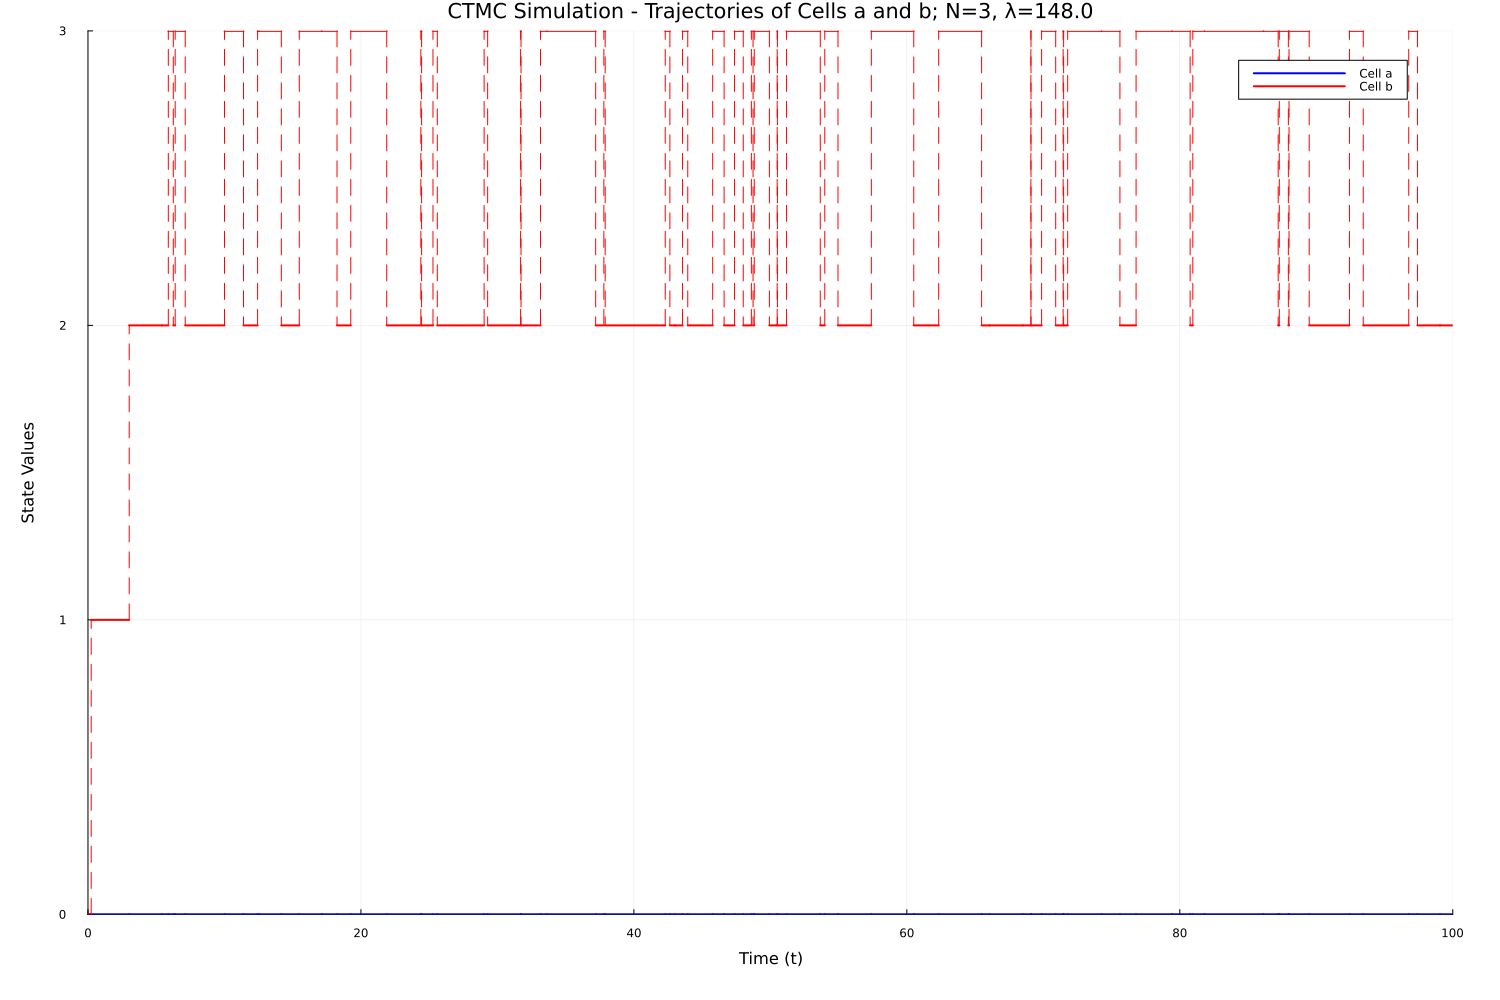 CTMC Simulation - Trajectories of Cells a and b; N=3, λ=148.0
3
Cell a
Cell b
2
State Values
1
0
0 20 40 60 80 100
Time (t)